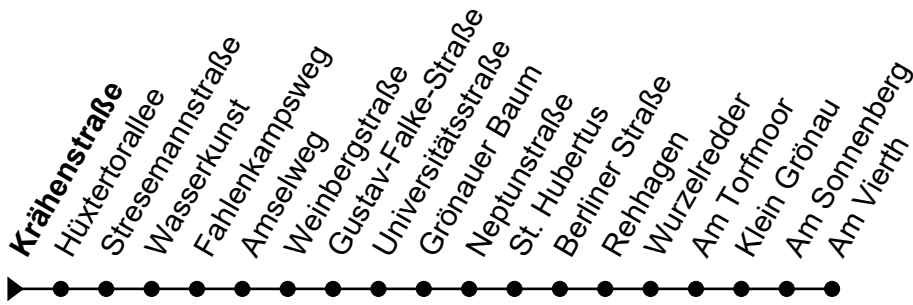 Krähenstraße
Hüxtertorallee
Stresemannstraße
Wasserkunst
Fahlenkampsweg
Amselweg
Weinbergstraße
Gustav-Falke-Straße
Universitätsstraße
Grönauer Baum
Neptunstraße
St. Hubertus
Berliner Straße
Rehhagen
Wurzelredder
Am Torfmoor
Klein Grönau
Am Sonnenberg
Am Vierth